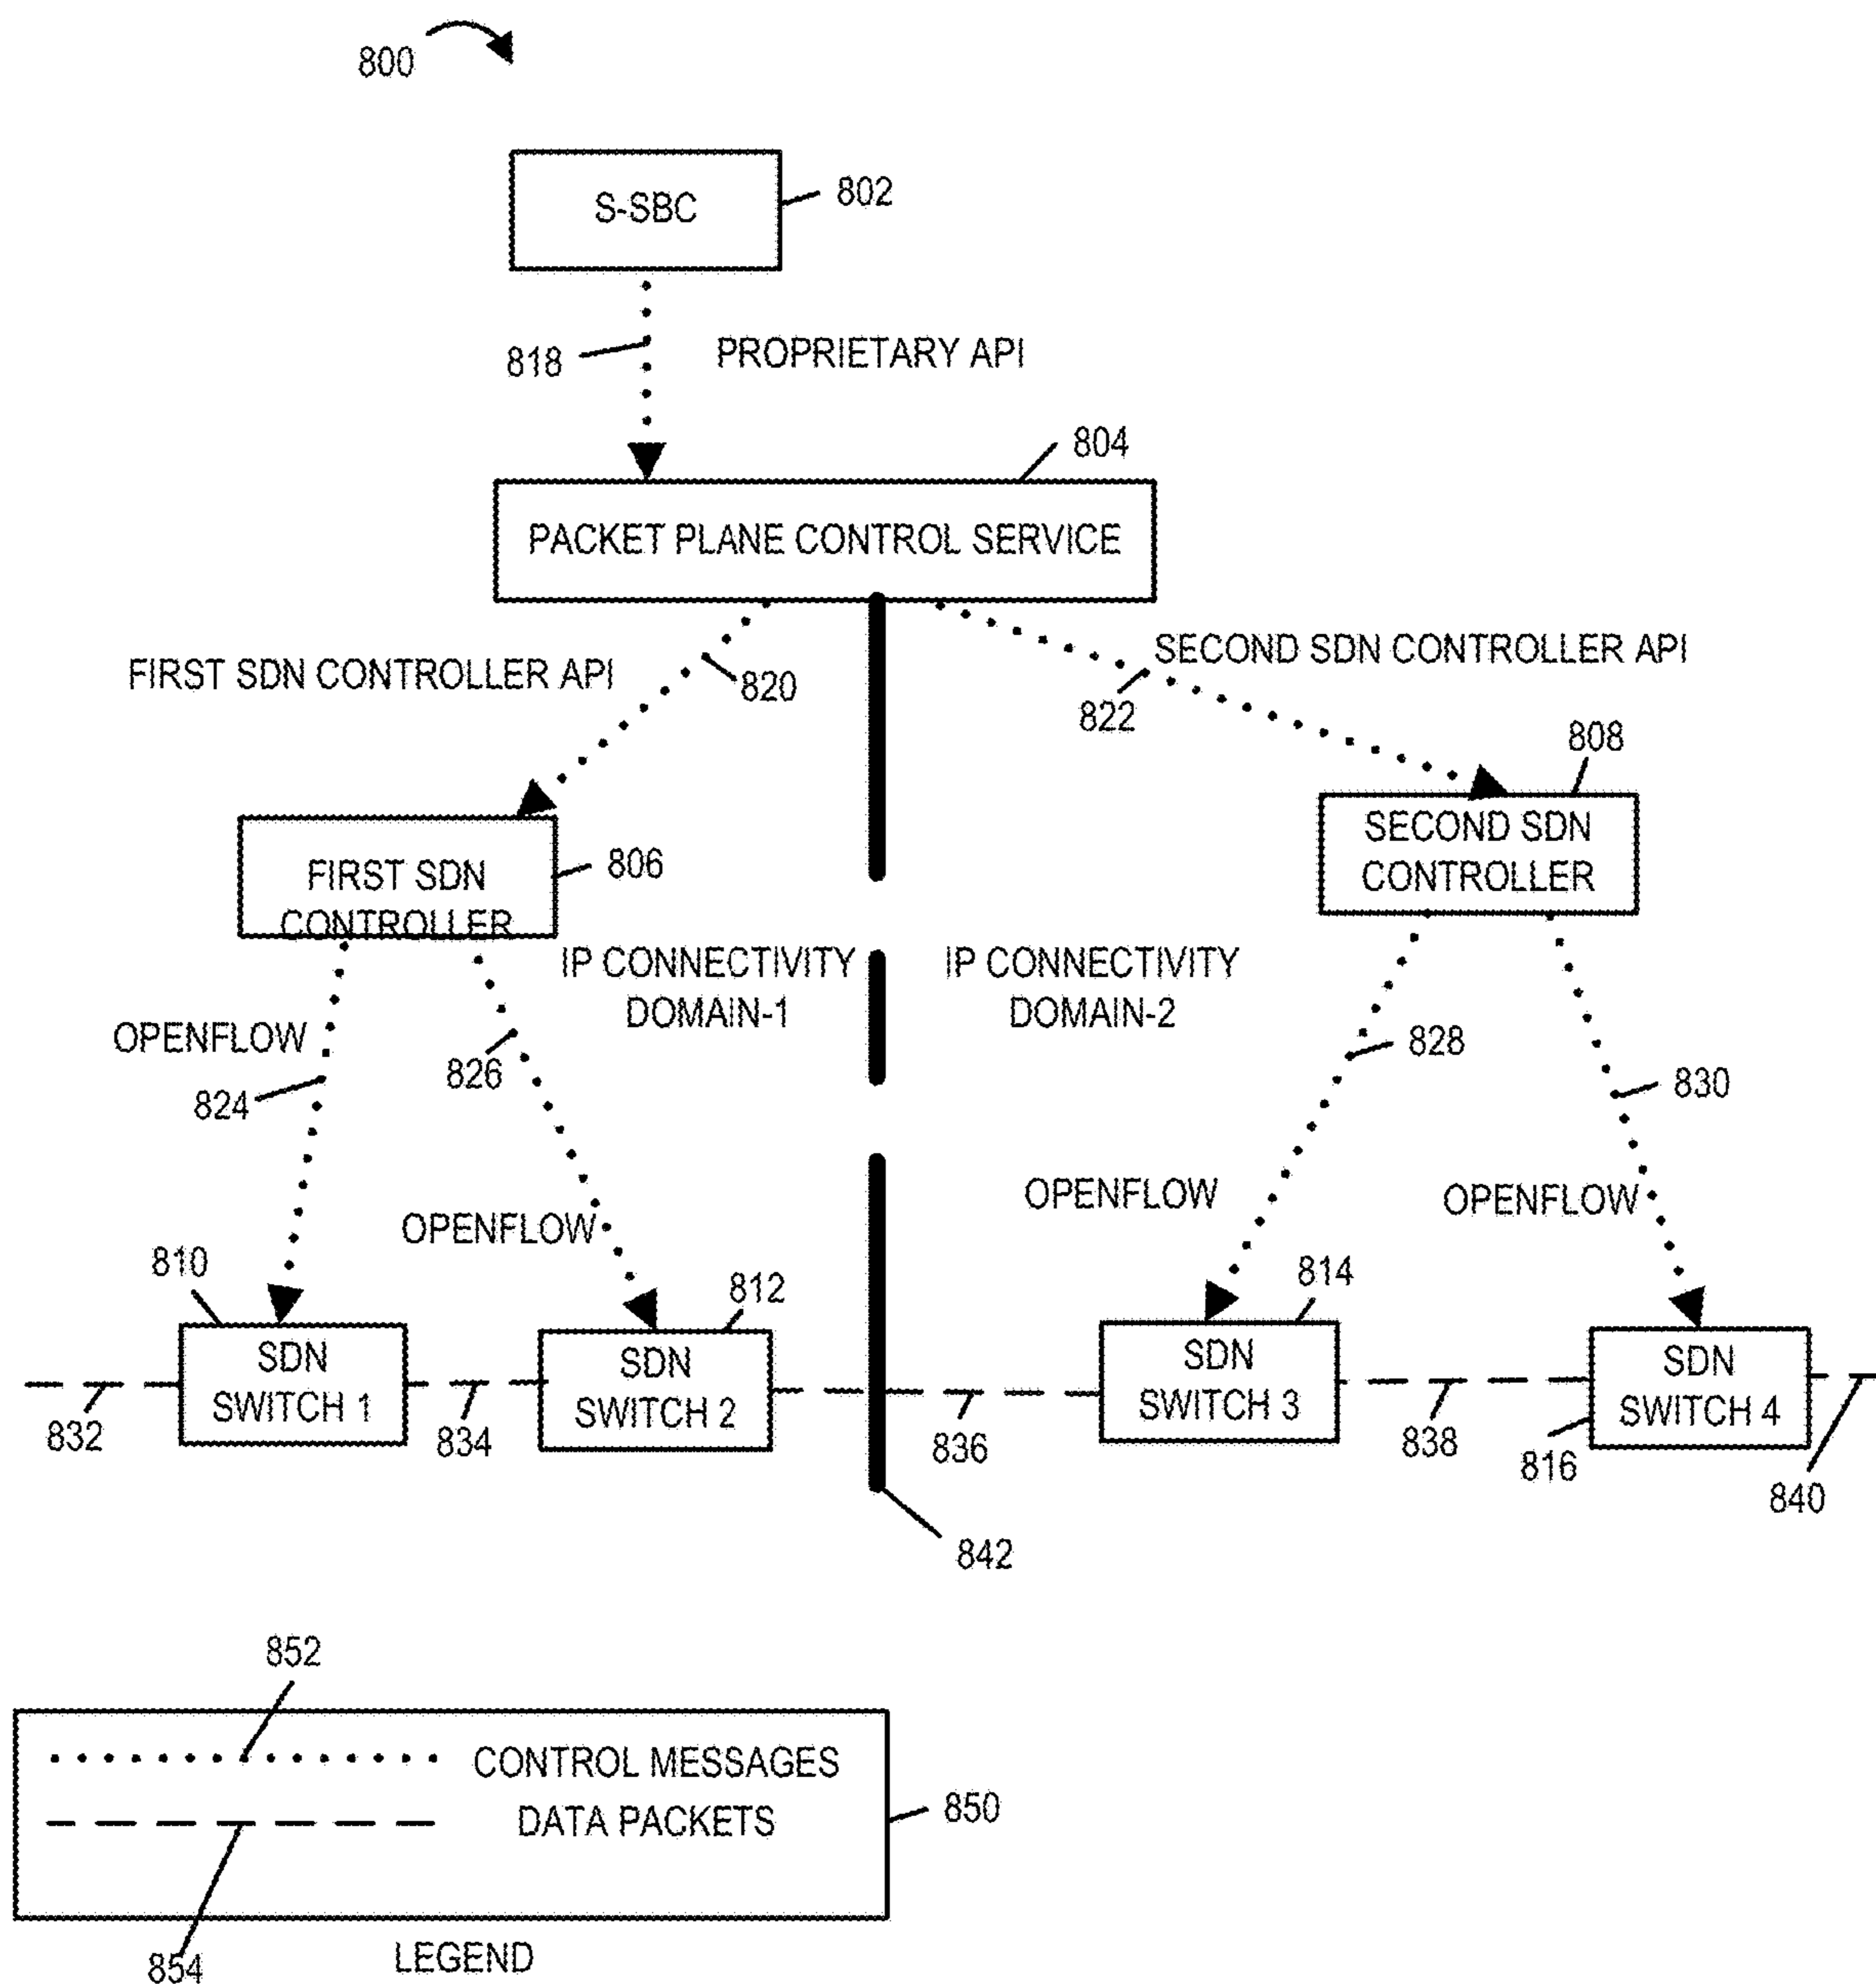 800
S-SBC
802
818
PROPRIETARY API
804
PACKET PLANE CONTROL SERVICE
FIRST SDN CONTROLLER API
820
SECOND SDN CONTROLLER API
822
808
FIRST SDN
CONTROLLER
806
SECOND SDN
CONTROLLER
IP CONNECTIVITY
DOMAIN-1
IP CONNECTIVITY
DOMAIN-2
OPENFLOW
824
826
828
830
OPENFLOW
OPENFLOW
OPENFLOW
810
812
814
SDN
SWITCH 1
SDN
SWITCH 2
SDN
SWITCH 3
SDN
SWITCH 4
832
834
836
838
816
840
842
852
CONTROL MESSAGES
DATA PACKETS
850
854
LEGEND